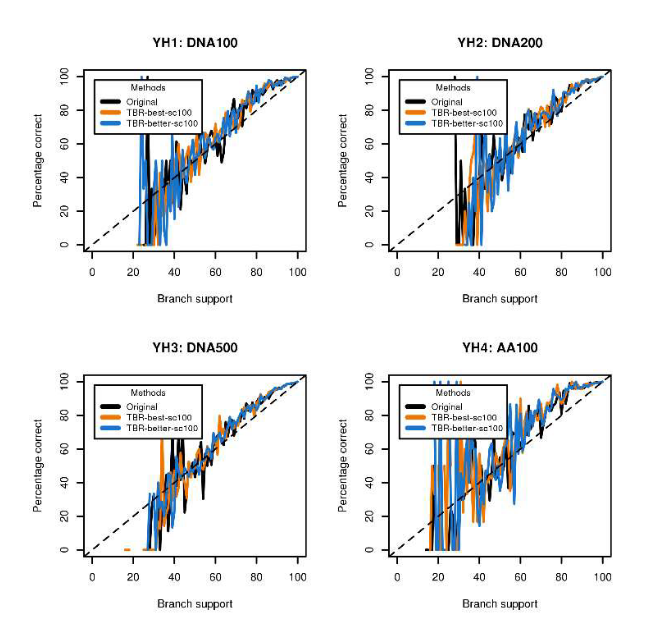 YH1: DNA100
YH2: DNA200
Percentage correct
0 20 40 60 80 100
Methods
Original
TBR-best-sc100
TBR-better-sc100
0 20 40 60 80 100
Branch support
Percentage correct
0 20 40 60 80 100
Methods
Original
TBR-best-sc100
TBR-better-sc100
0 20 40 60 80 100
Branch support
YH3: DNA500
YH4: AA100
Percentage correct
0 20 40 60 80 100
Methods
Original
TBR-best-sc100
TBR-better-sc100
0 20 40 60 80 100
Branch support
Percentage correct
0 20 40 60 80 100
Methods
Original
TBR-best-sc100
TBR-better-sc100
0 20 40 60 80 100
Branch support